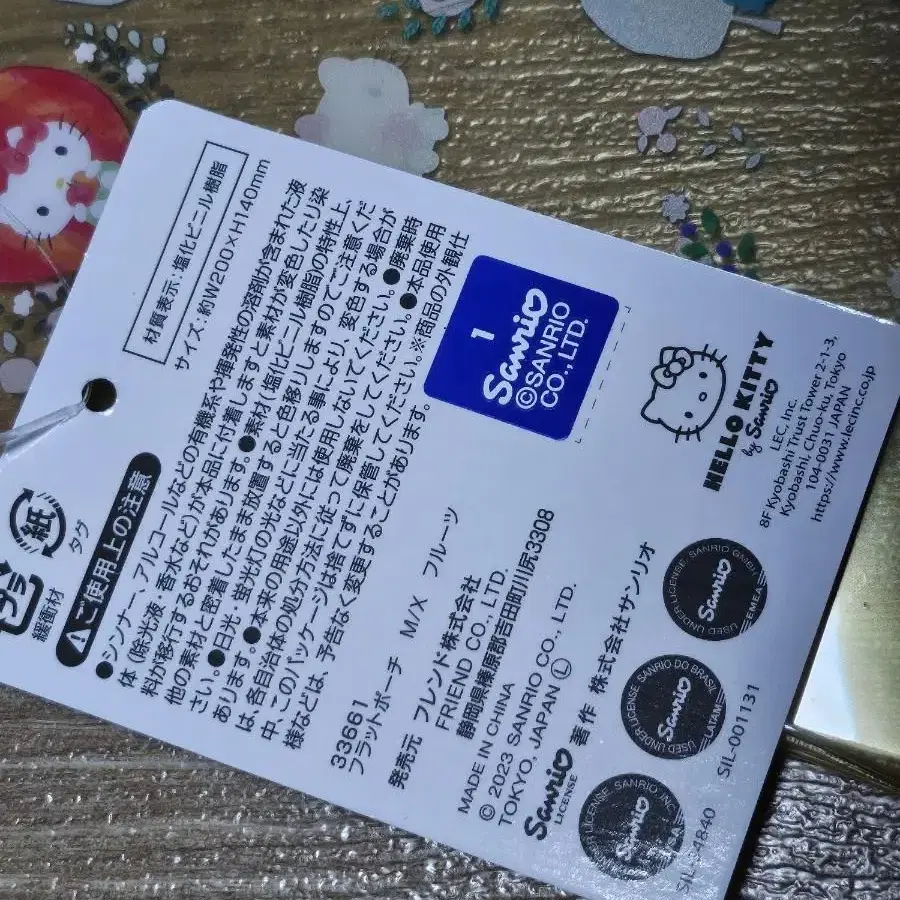 材質表示：塩化ビニル樹脂
サイズ：約W200×H140mm
プラ
緩衝材
紙
タグ
ご使用上の注意
●シンナー、アルコールなどの有機系や揮発性の溶剤が含まれた液
体（除光液・香水など）が本品に付着しますと素材が変色したり染
料が移行するおそれがあります。●素材（塩化ビニル樹脂）の特性上、
他の素材と密着したまま放置すると色移りしますのでご注意くだ
さい。●日光・蛍光灯の光などに当たる事により、変色する場合が
あります。●本来の用途以外には使用しないでください。●廃棄時
は、各自治体の処分方法に従って廃棄をしてください。●本品使用
中、このパッケージは捨てずに保管してください。※商品の外観仕
様などは、予告なく変更することがあります。
33661
フラットポーチ M/X フルーツ
発売元 フレンド株式会社
FRIEND CO., LTD.
静岡県榛原郡吉田町川尻3308
MADE IN CHINA
© 2023 SANRIO CO., LTD.
TOKYO, JAPAN Ⓛ
Sanrio
LICENSE
著作 株式会社サンリオ
1
Sanrio
©SANRIO
CO., LTD.
HELLO KITTY
by Sanrio
LEC, Inc.
8F Kyobashi Trust Tower 2-1-3,
Kyobashi, Chuo-ku, Tokyo
104-0031 JAPAN
https://www.lecinc.co.jp
USED UNDER LICENSE, SANRIO GMBH
Sanrio
EMEA
USED UNDER LICENSE SANRIO DO BRASIL
Sanrio
LATAM
SIL-001131
LICENSE, SANRIO INC
Sanrio